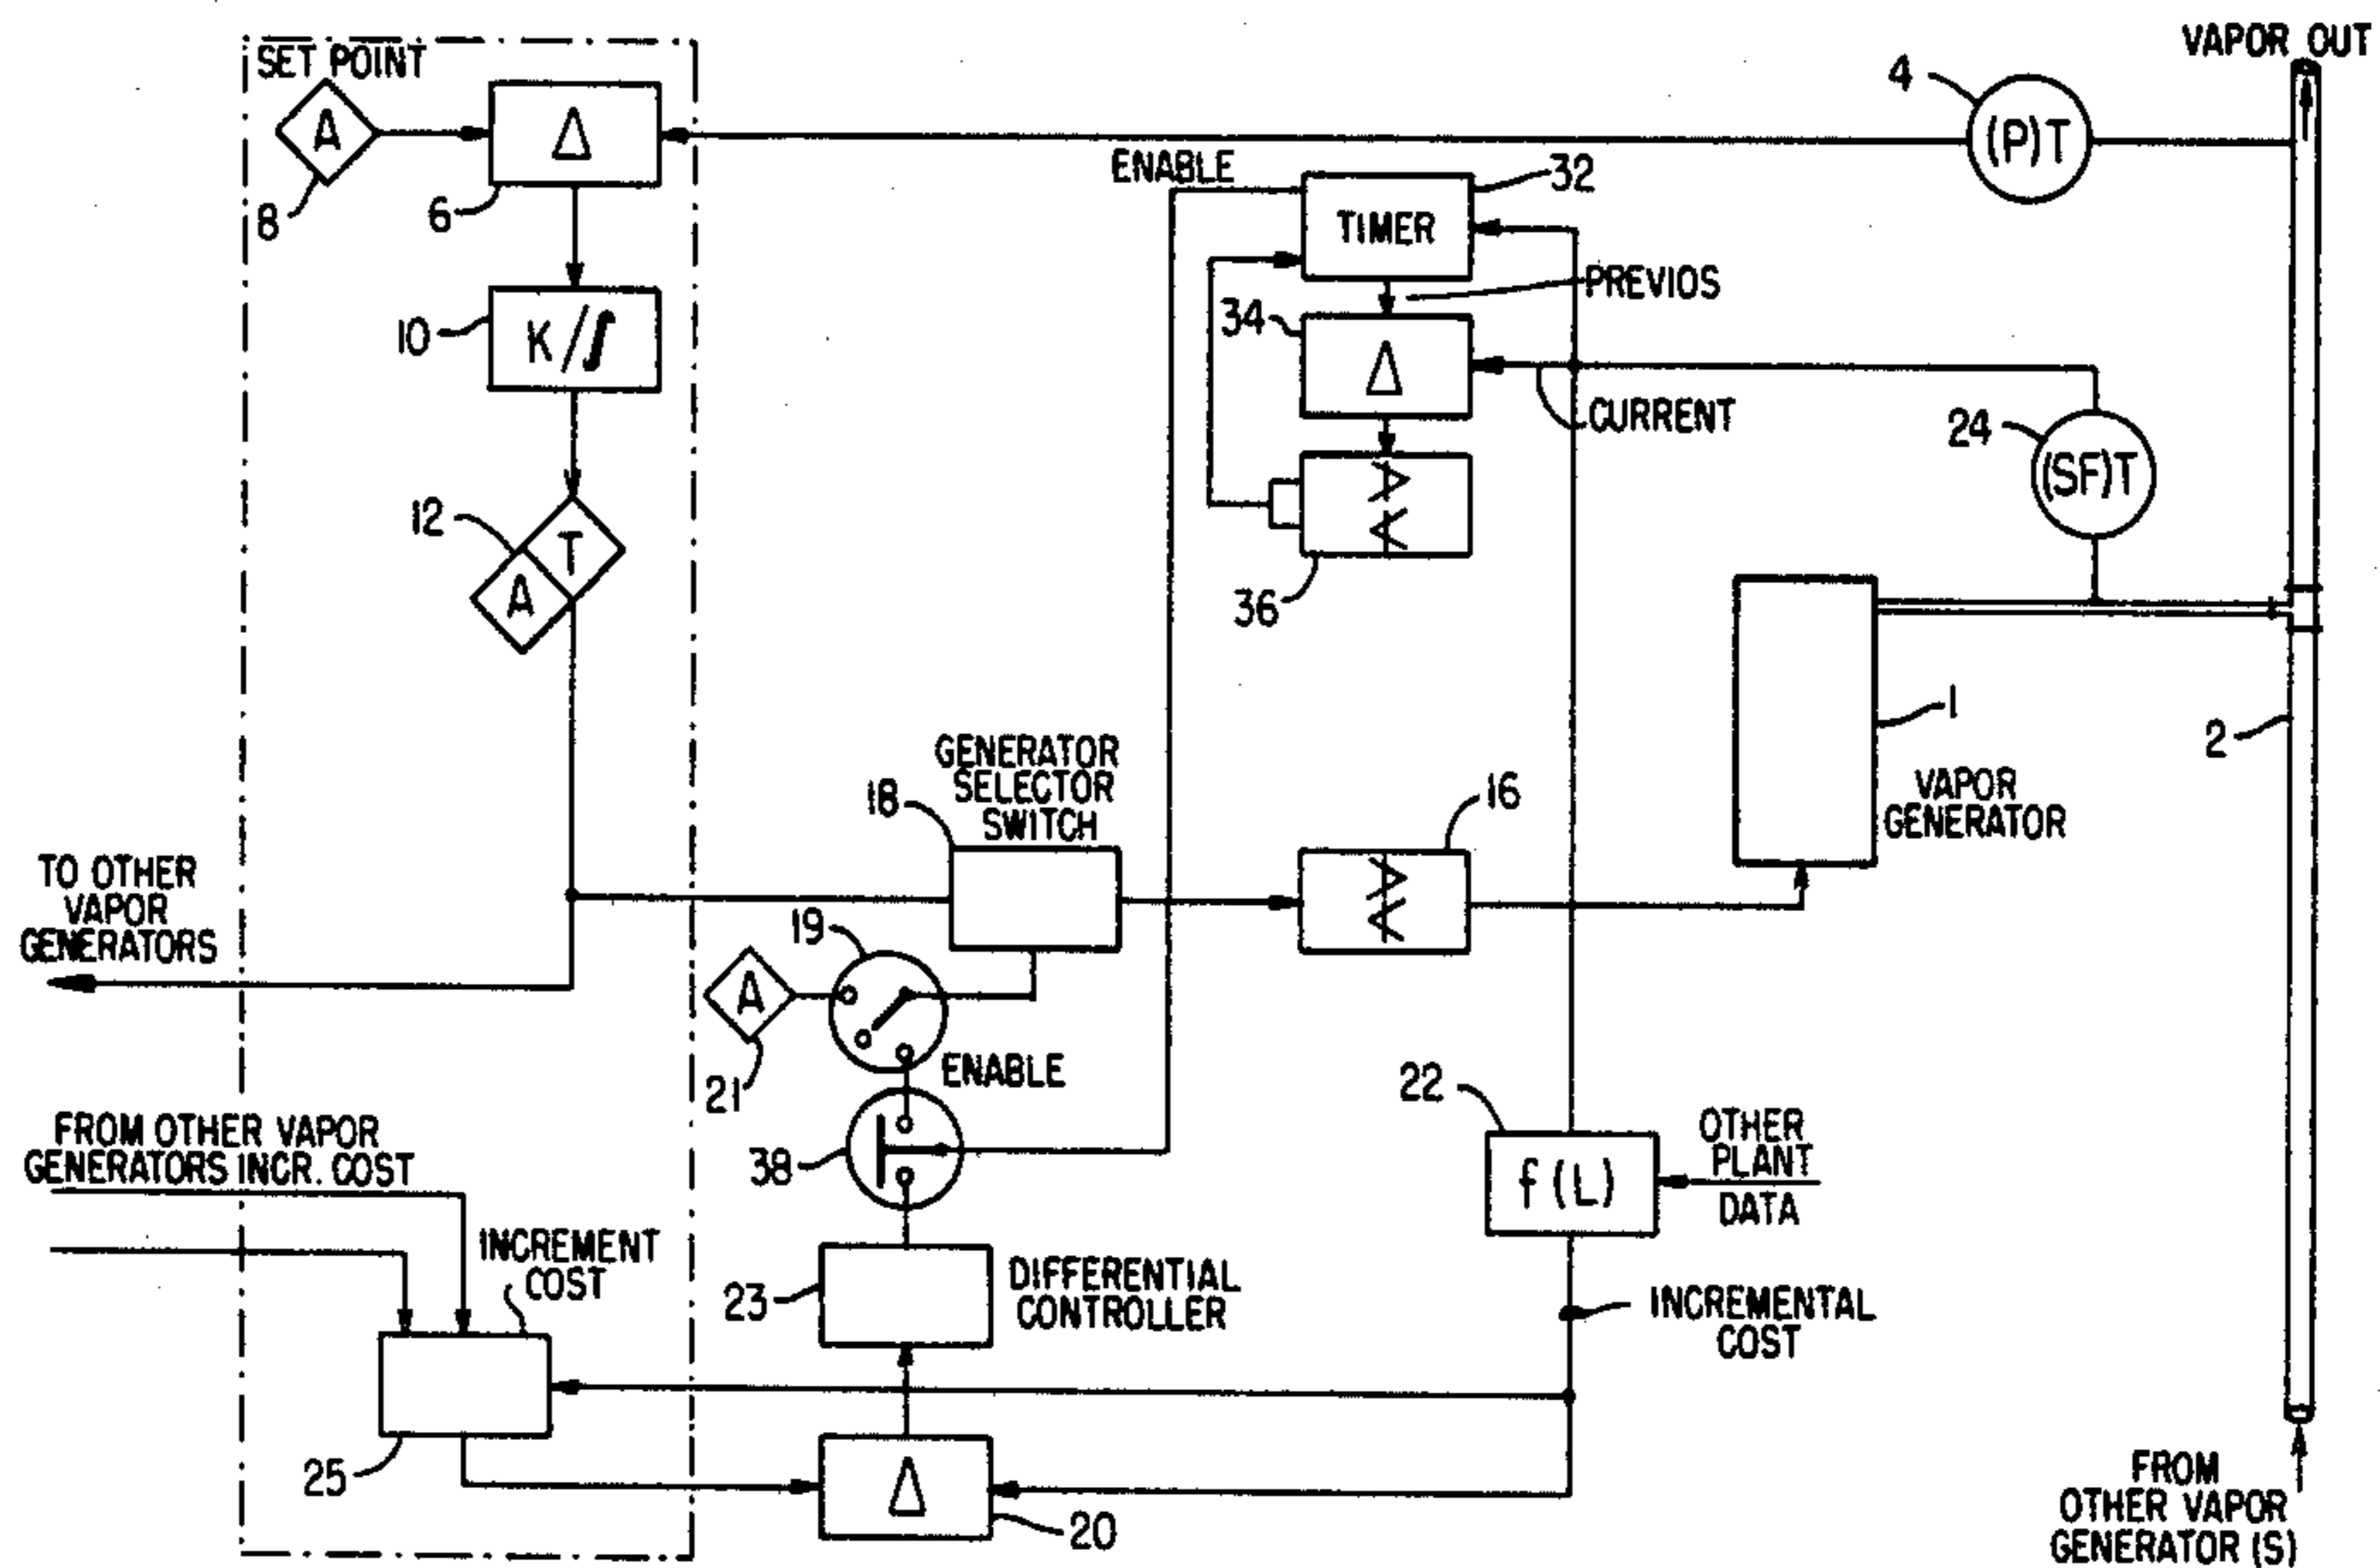 VAPOR OUT
SET POINT
A
8
Δ
6
4
(P)T
ENABLE
32
TIMER
PREVIOS
10
K/∫
34
Δ
CURRENT
24
(SF)T
12
T
A
36
1
2
VAPOR
GENERATOR
GENERATOR
SELECTOR
SWITCH
18
16
TO OTHER
VAPOR
GENERATORS
19
A
21
ENABLE
38
22
f(L)
OTHER
PLANT
DATA
FROM OTHER VAPOR
GENERATORS INCR. COST
INCREMENT
COST
23
DIFFERENTIAL
CONTROLLER
INCREMENTAL
COST
25
Δ
20
FROM
OTHER VAPOR
GENERATOR (S)